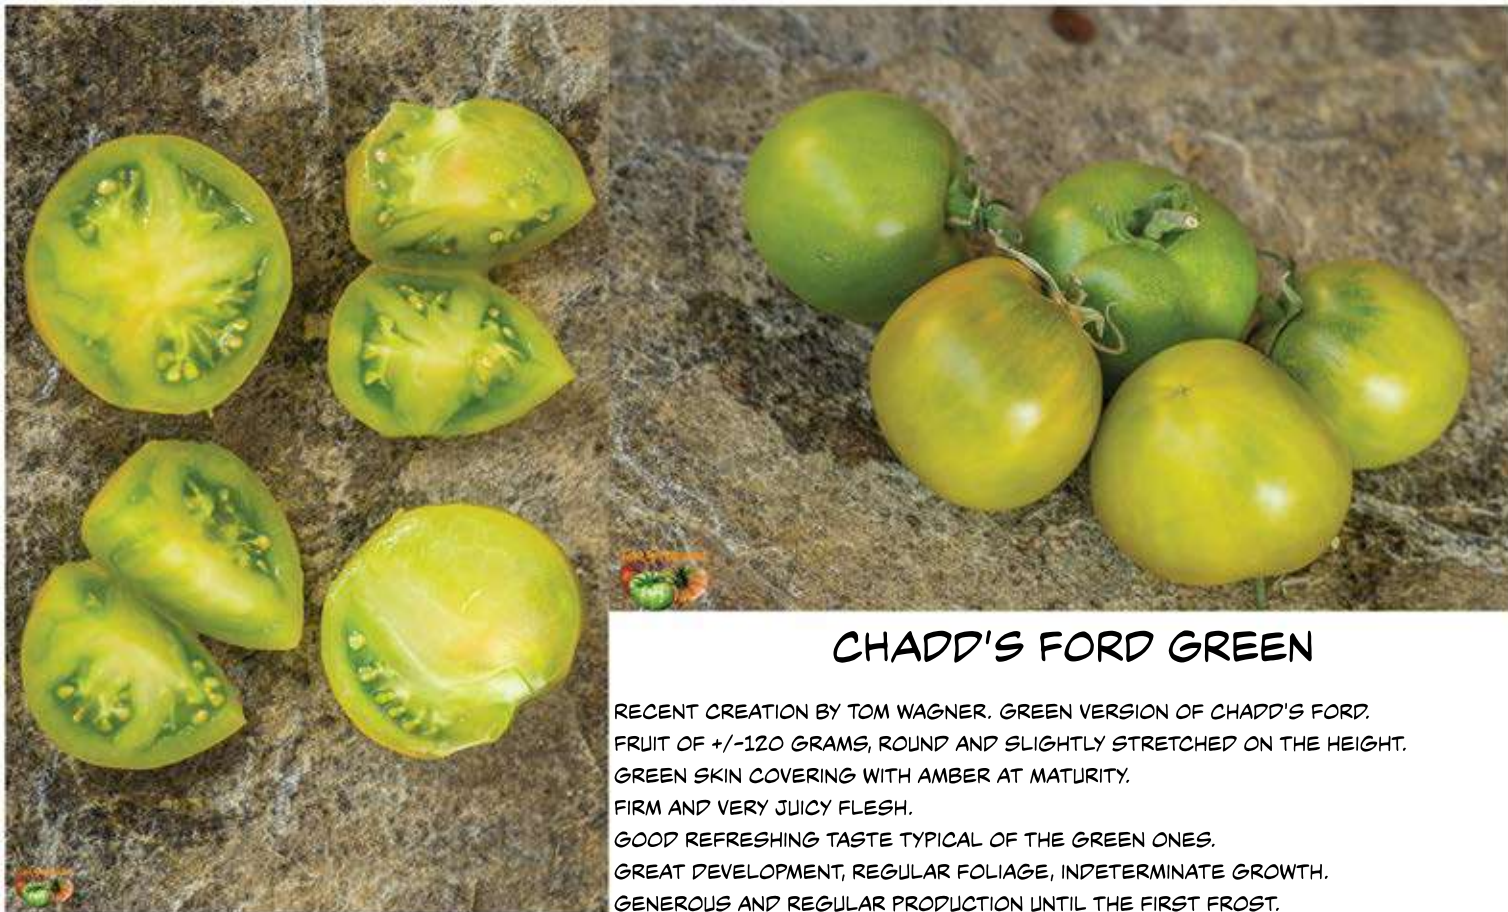 CHADD'S FORD GREEN
RECENT CREATION BY TOM WAGNER. GREEN VERSION OF CHADD'S FORD.
FRUIT OF +/-120 GRAMS, ROUND AND SLIGHTLY STRETCHED ON THE HEIGHT.
GREEN SKIN COVERING WITH AMBER AT MATURITY.
FIRM AND VERY JUICY FLESH.
GOOD REFRESHING TASTE TYPICAL OF THE GREEN ONES.
GREAT DEVELOPMENT, REGULAR FOLIAGE, INDETERMINATE GROWTH.
GENEROUS AND REGULAR PRODUCTION UNTIL THE FIRST FROST.